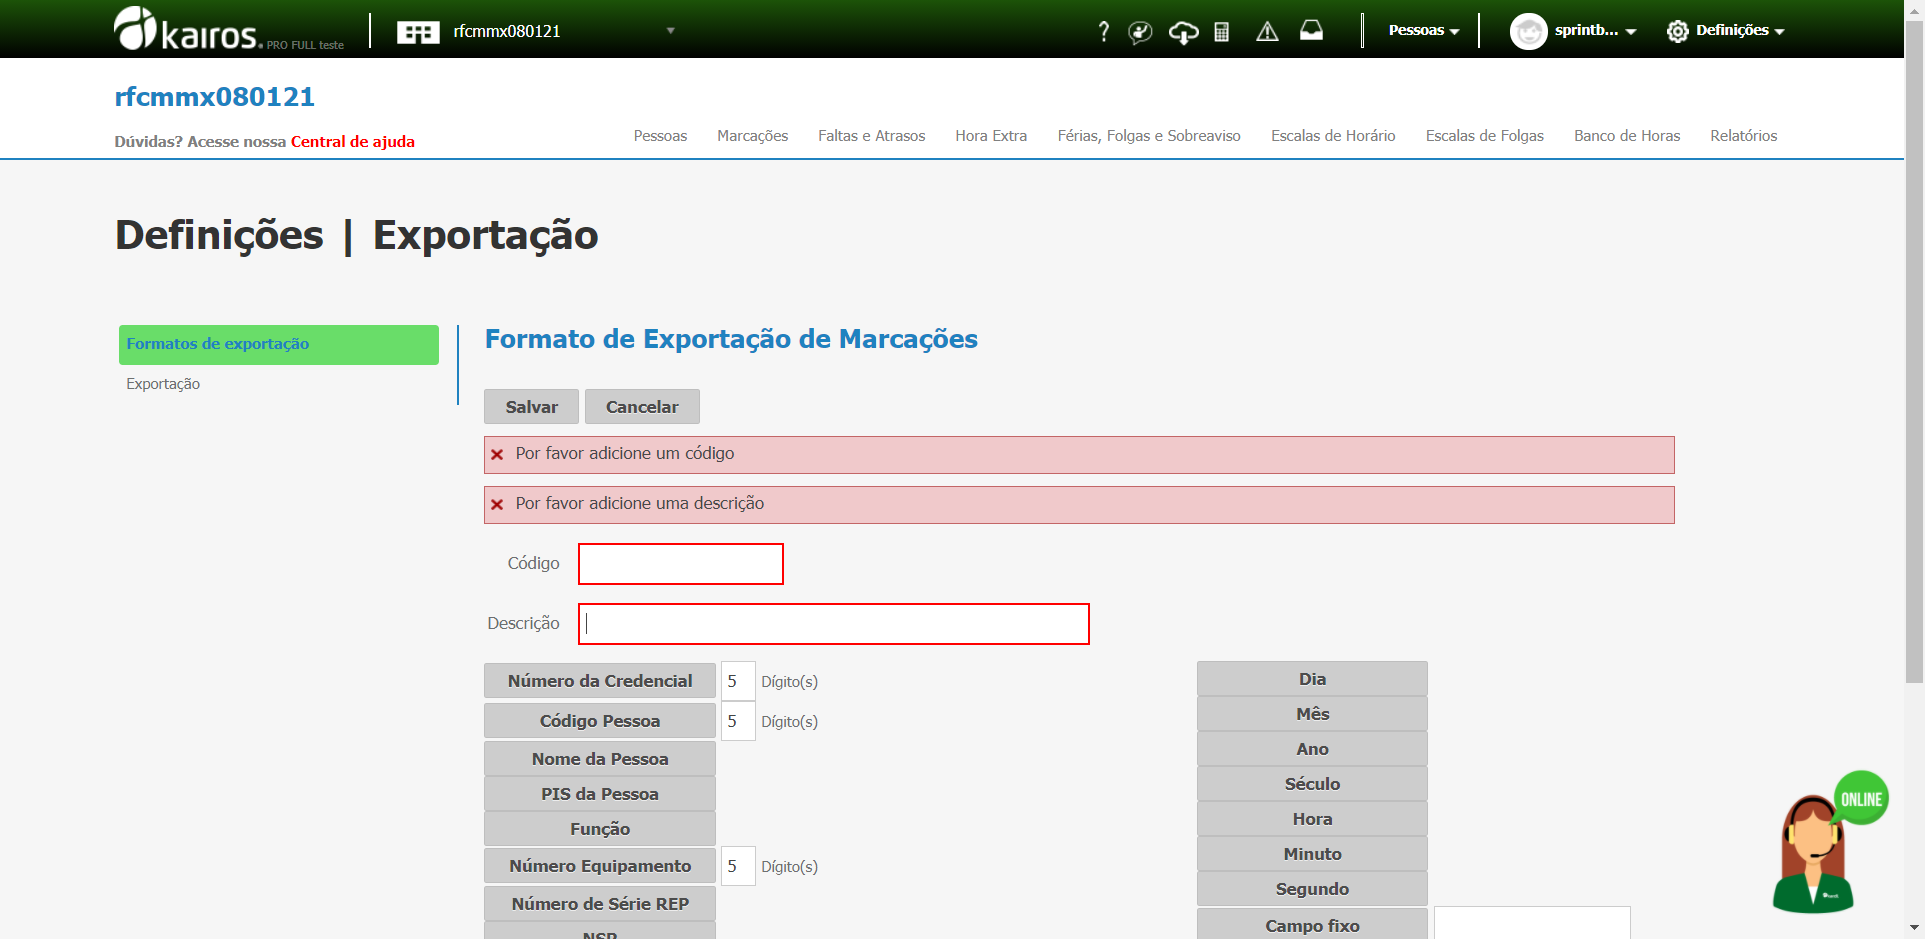 kairos. PRO FULL teste
rfcmmx080121
?
Pessoas
sprintb...
Definições
rfcmmx080121
Dúvidas? Acesse nossa Central de ajuda
Pessoas Marcações Faltas e Atrasos Hora Extra Férias, Folgas e Sobreaviso Escalas de Horário Escalas de Folgas Banco de Horas Relatórios
Definições | Exportação
Formatos de exportação
Exportação
Formato de Exportação de Marcações
Salvar Cancelar
Por favor adicione um código
Por favor adicione uma descrição
Código
Descrição
Número da Credencial 5 Dígito(s)
Código Pessoa 5 Dígito(s)
Nome da Pessoa
PIS da Pessoa
Função
Número Equipamento 5 Dígito(s)
Número de Série REP
NSR
Dia
Mês
Ano
Século
Hora
Minuto
Segundo
Campo fixo
ONLINE